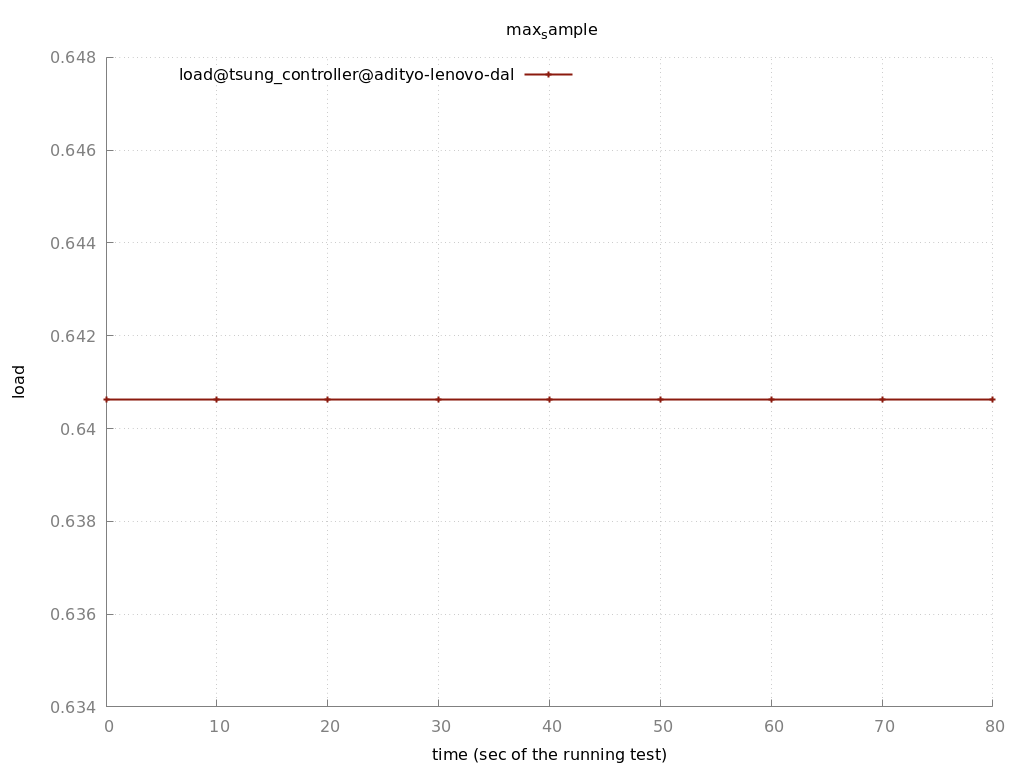 maxsample
load@tsung_controller@adityo-lenovo-dal
0.648
0.646
0.644
0.642
0.64
0.638
0.636
0.634
load
0 10 20 30 40 50 60 70 80
time (sec of the running test)